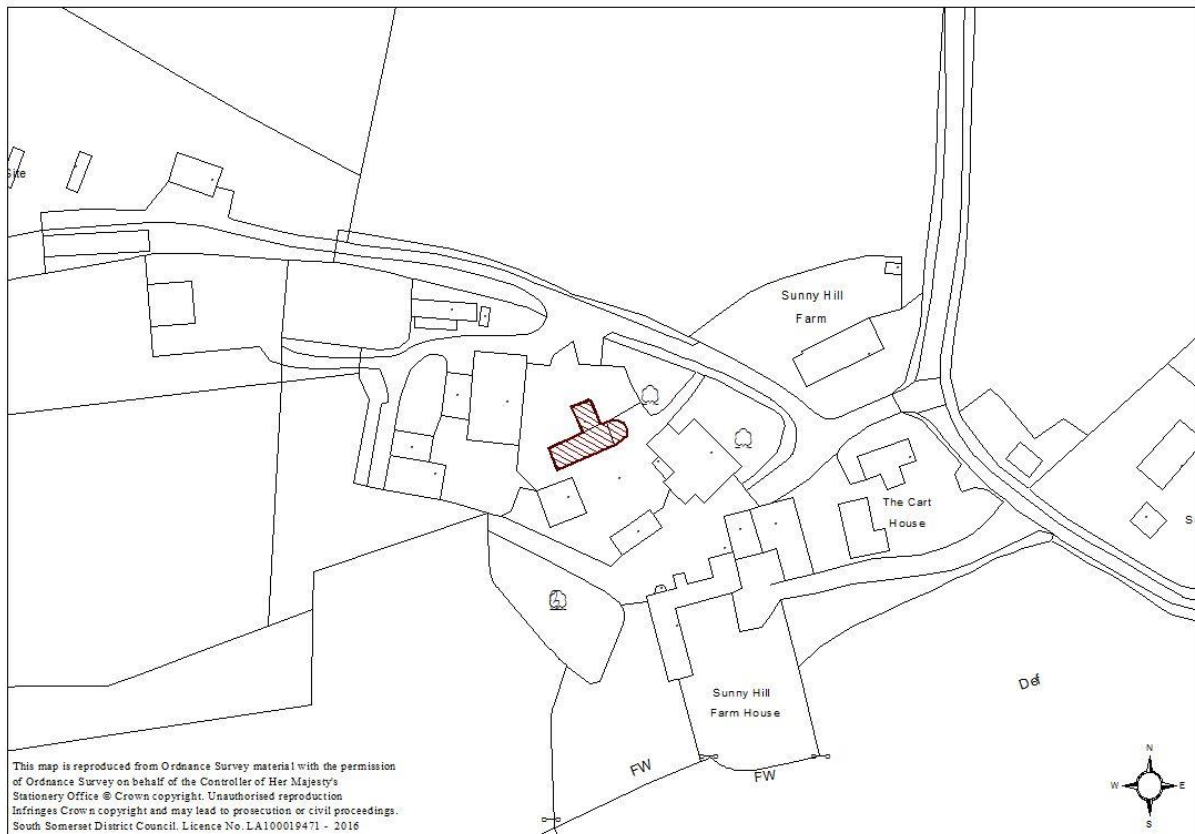 Site
Sunny Hill
Farm
The Cart
House
S
Def
Sunny Hill
Farm House
FW
FW
This map is reproduced from Ordnance Survey material with the permission
of Ordnance Survey on behalf of the Controller of Her Majesty's
Stationery Office © Crown copyright. Unauthorised reproduction
Infringes Crown copyright and may lead to prosecution or civil proceedings.
South Somerset District Council. Licence No. LA100019471 - 2016
N
W E
S